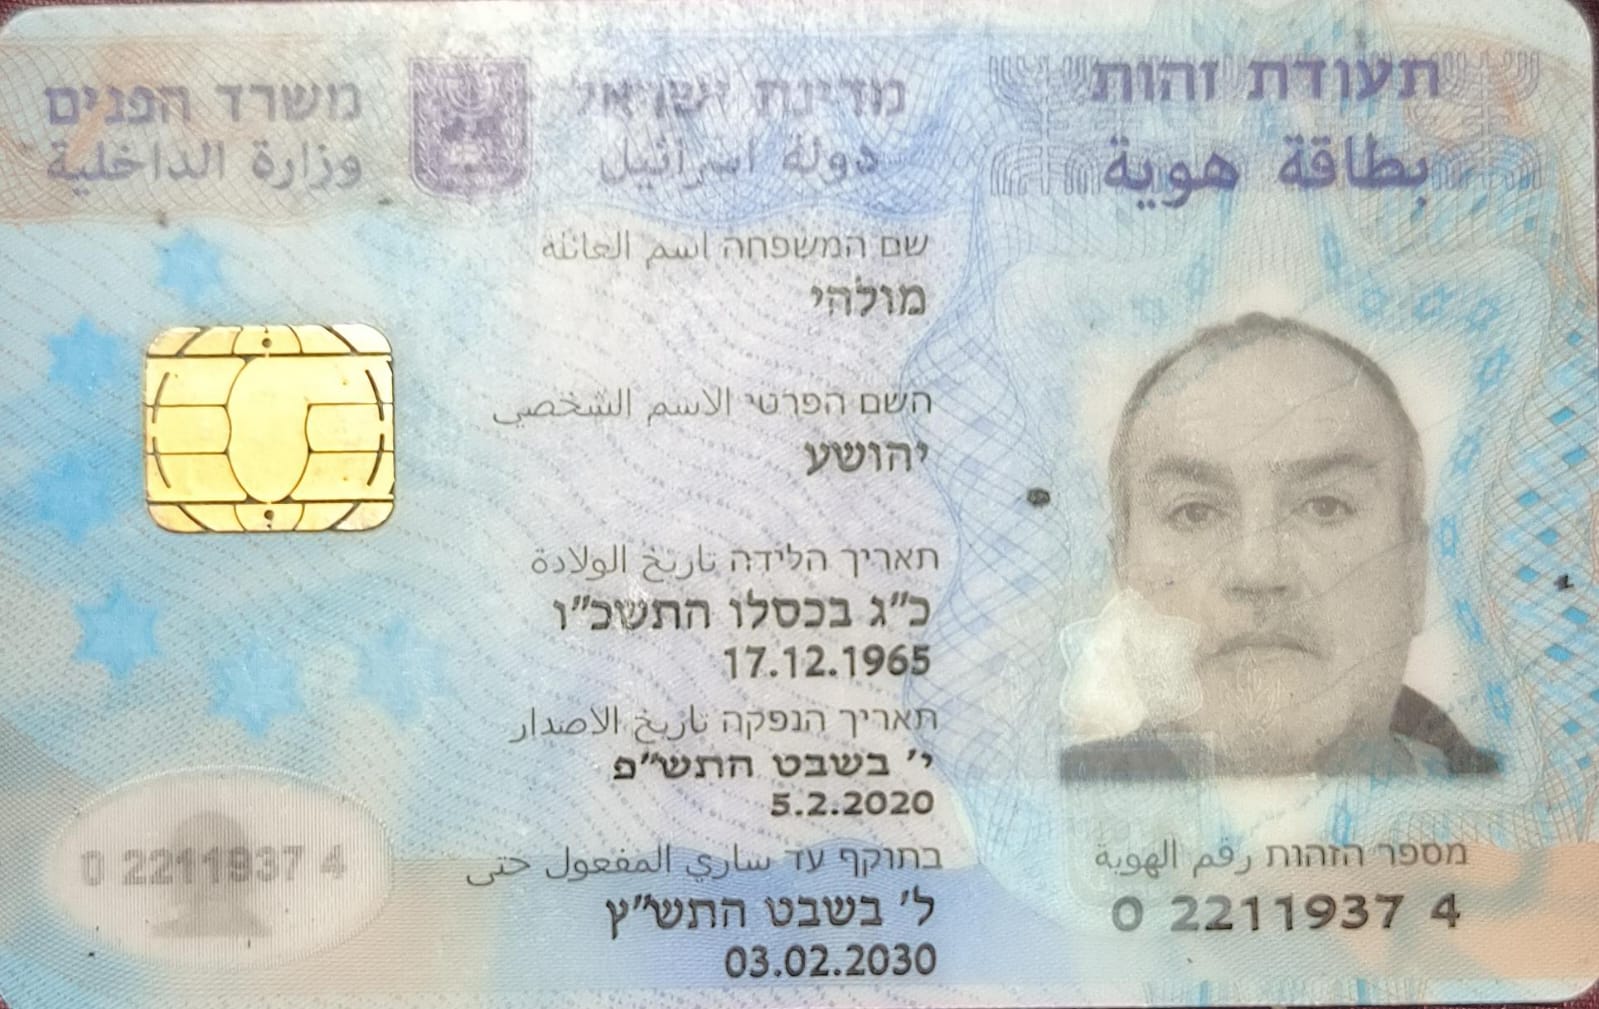 תעודת זהות
بطاقة هوية
מדינת ישראל
دولة اسرائيل
משרד הפנים
وزارة الداخلية
שם המשפחה اسم العائلة
מולהי
השם הפרטי الاسم الشخصي
יהושע
תאריך הלידה تاريخ الولادة
כ"ג בכסלו התשכ"ו
17.12.1965
תאריך הנפקה تاريخ الاصدار
י' בשבט התש"פ
5.2.2020
בתוקף עד ساري المفعول حتى
ל' בשבט התש"ץ
03.02.2030
מספר הזהות رقم الهوية
0 2211937 4
0 2211937 4